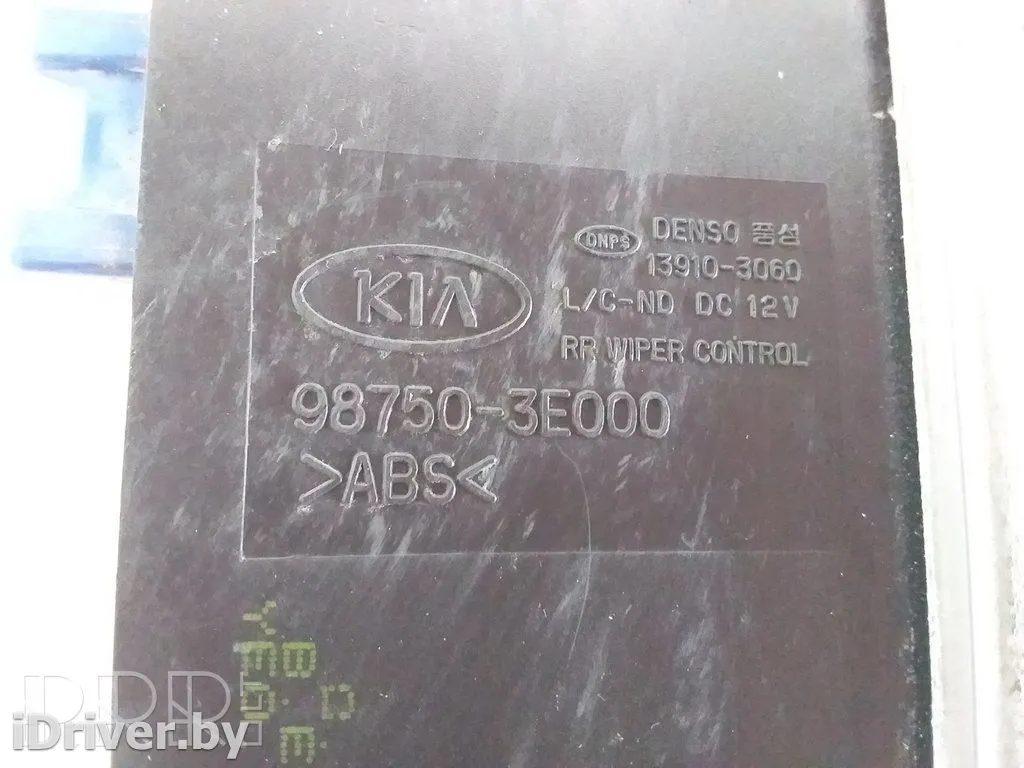 DNPS DENSO 풍성
13910-3060
L/C-ND DC 12V
RR WIPER CONTROL
KIA
98750-3E000
>ABS<
iDriver.by